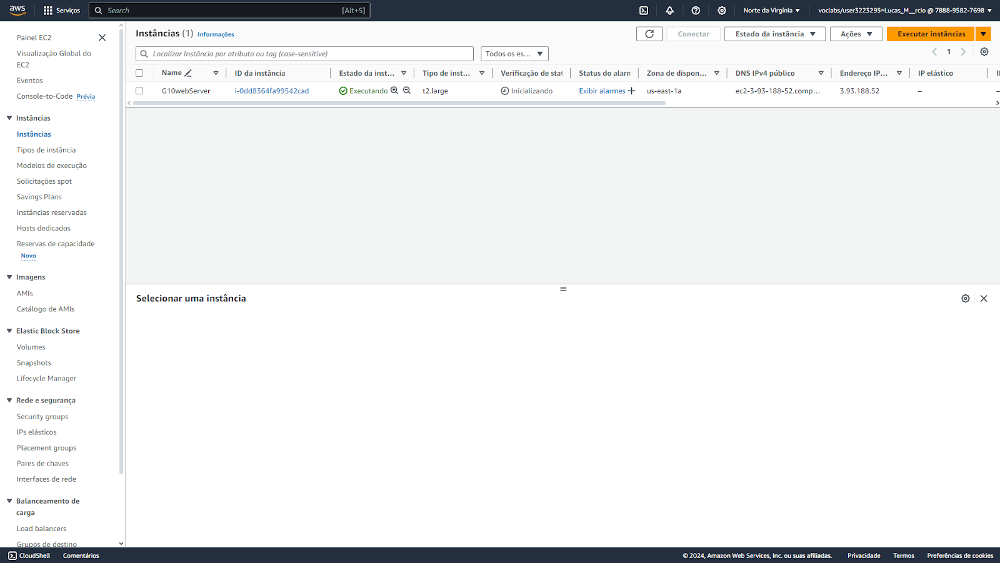 aws
Serviços
Search
[Alt+S]
Norte da Virgínia
voclabs/user3223295=Lucas_M__rcio @ 7888-9582-7698
Painel EC2
Visualização Global do
EC2
Eventos
Console-to-Code Prévia
Instâncias
Instâncias
Tipos de instância
Modelos de execução
Solicitações spot
Savings Plans
Instâncias reservadas
Hosts dedicados
Reservas de capacidade
Novo
Imagens
AMIs
Catálogo de AMIs
Elastic Block Store
Volumes
Snapshots
Lifecycle Manager
Rede e segurança
Security groups
IPs elásticos
Placement groups
Pares de chaves
Interfaces de rede
Balanceamento de
carga
Load balancers
Grupos de destino
Instâncias (1) Informações
Conectar
Estado da instância
Ações
Executar instâncias
Localizar Instância por atributo ou tag (case-sensitive)
Todos os es...
1
Name
ID da instância
Estado da inst...
Tipo de inst...
Verificação de stat
Status do alarn
Zona de dispon...
DNS IPv4 público
Endereço IP...
IP elástico
G10webServer
i-0dd8364fa99542cad
Executando
t2.large
Inicializando
Exibir alarmes
us-east-1a
ec2-3-93-188-52.comp...
3.93.188.52
–
–
Selecionar uma instância
CloudShell
Comentários
© 2024, Amazon Web Services, Inc. ou suas afiliadas.
Privacidade
Termos
Preferências de cookies